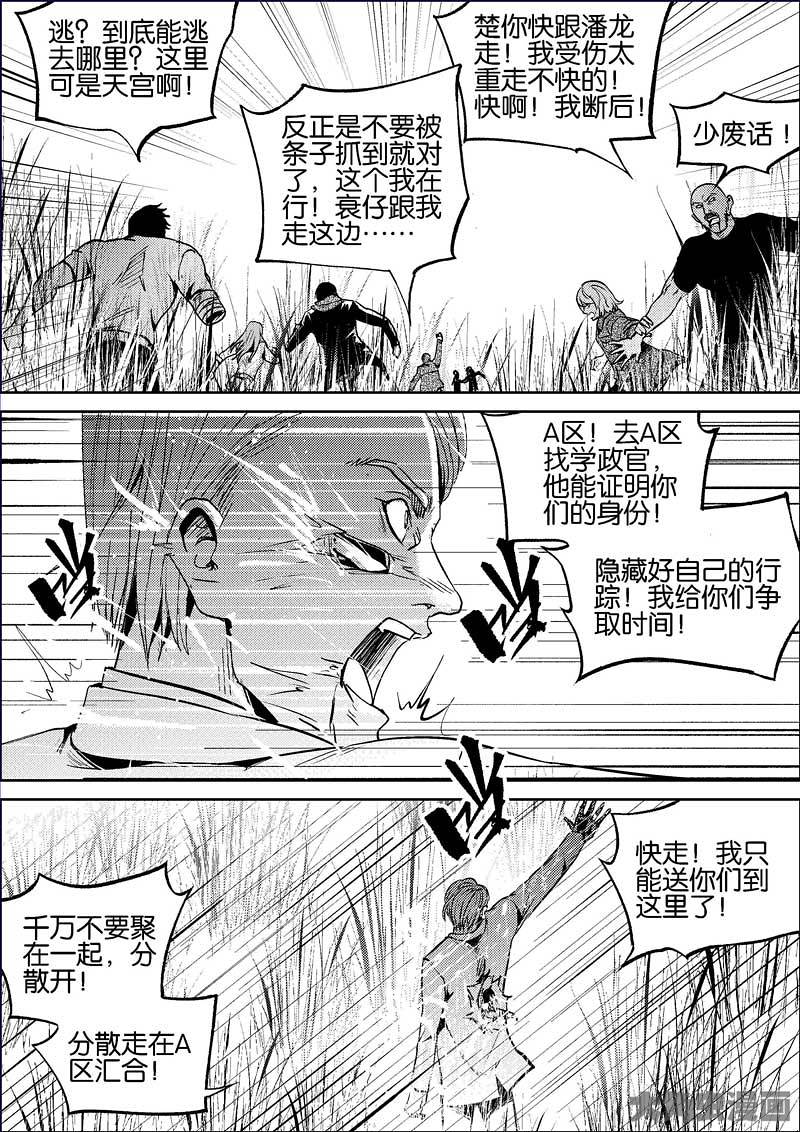 楚你快跟潘龙
走！我受伤太
重走不快的！
快啊！我断后！
少废话！
逃？到底能逃
去哪里？这里
可是天宫啊！
反正是不要被
条子抓到就对
了，这个我在
行！衰仔跟我
走这边……
A区！去A区
找学政官，
他能证明你
们的身份！
隐藏好自己的行
踪！我给你们争
取时间！
快走！我只
能送你们到
这里了！
千万不要聚
在一起，分
散开！
分散走在A
区汇合！